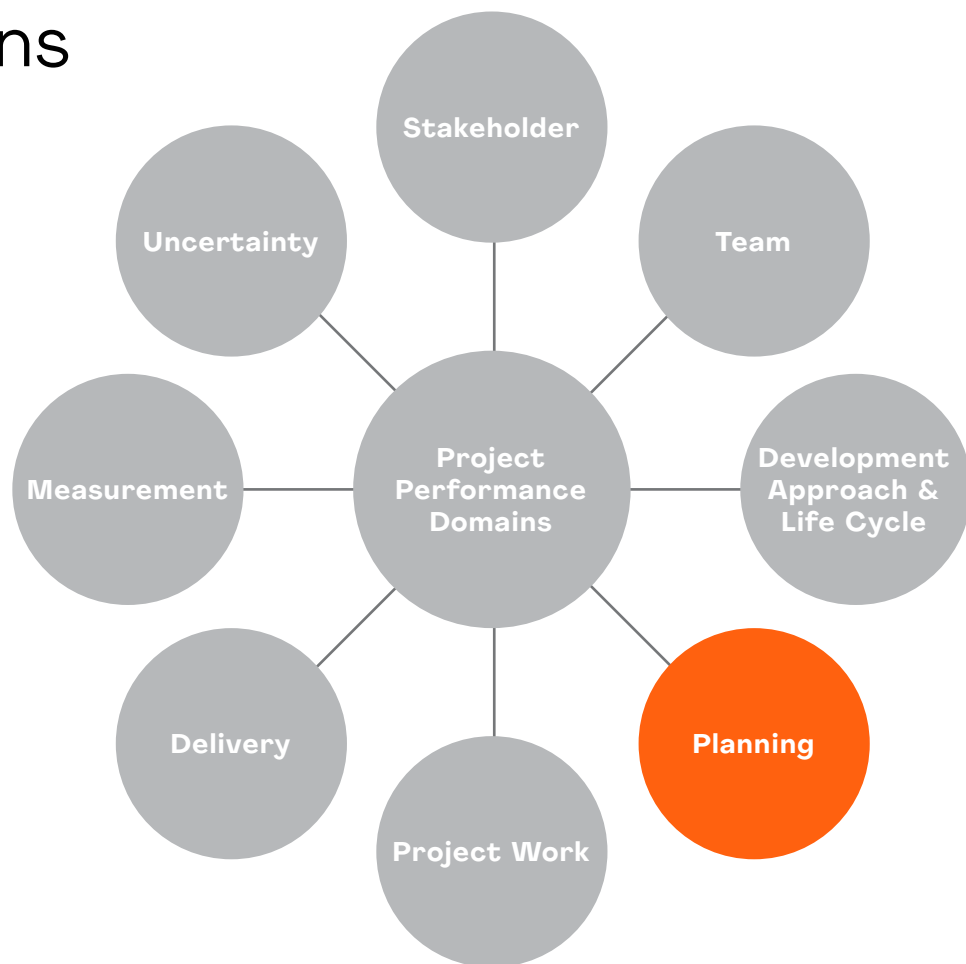 ns
Stakeholder
Uncertainty
Team
Measurement
Project
Performance
Domains
Development
Approach &
Life Cycle
Delivery
Planning
Project Work